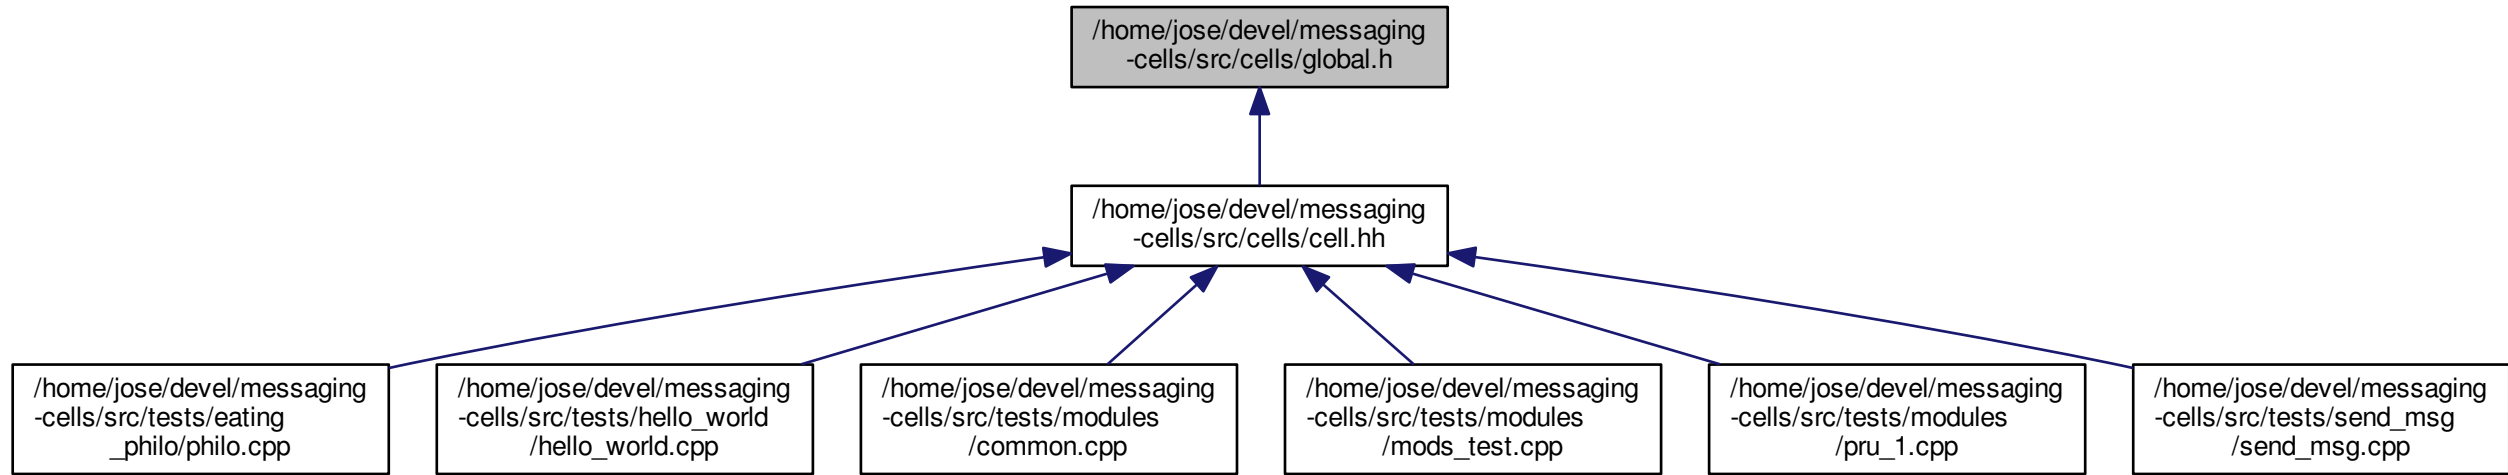 /home/jose/devel/messaging
-cells/src/cells/global.h
/home/jose/devel/messaging
-cells/src/cells/cell.hh
/home/jose/devel/messaging
-cells/src/tests/eating
_philo/philo.cpp
/home/jose/devel/messaging
-cells/src/tests/hello_world
/hello_world.cpp
/home/jose/devel/messaging
-cells/src/tests/modules
/common.cpp
/home/jose/devel/messaging
-cells/src/tests/modules
/mods_test.cpp
/home/jose/devel/messaging
-cells/src/tests/modules
/pru_1.cpp
/home/jose/devel/messaging
-cells/src/tests/send_msg
/send_msg.cpp